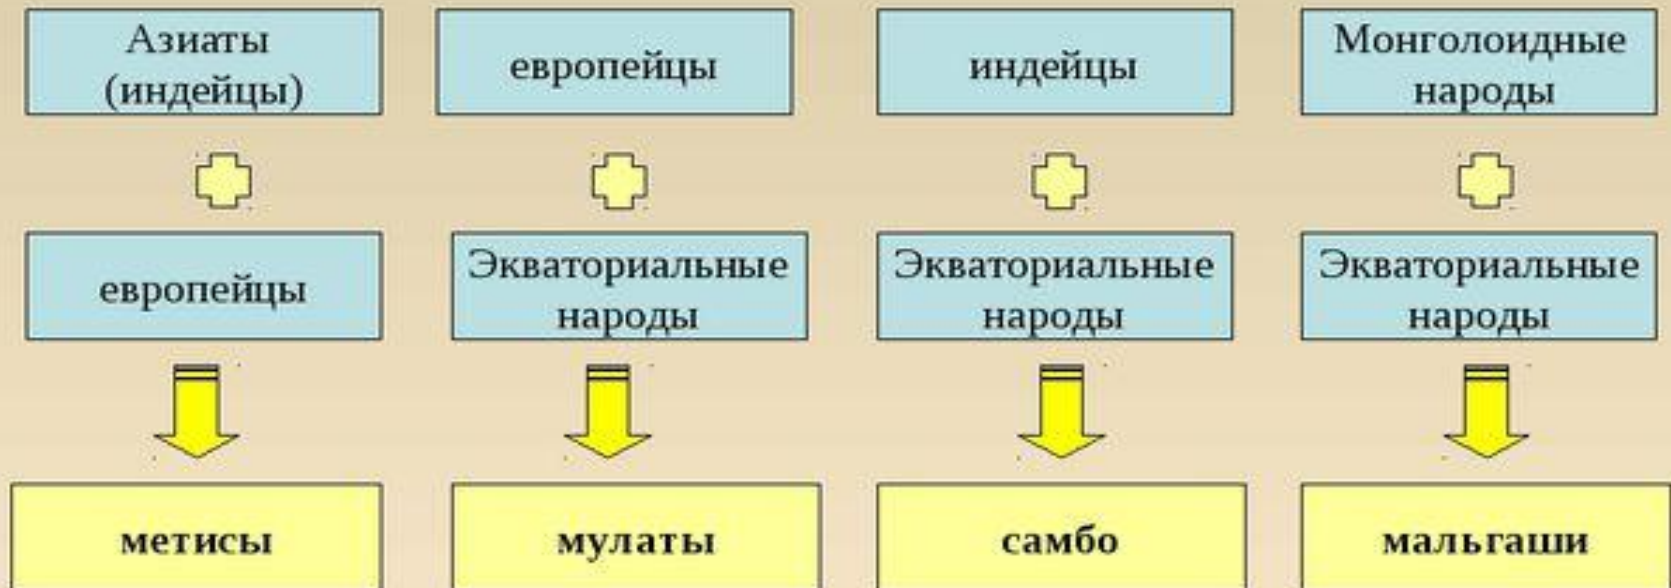 Азиаты
(индейцы)
европейцы
индейцы
Монголоидные
народы
европейцы
Экваториальные
народы
Экваториальные
народы
Экваториальные
народы
метисы
мулаты
самбо
мальгаши